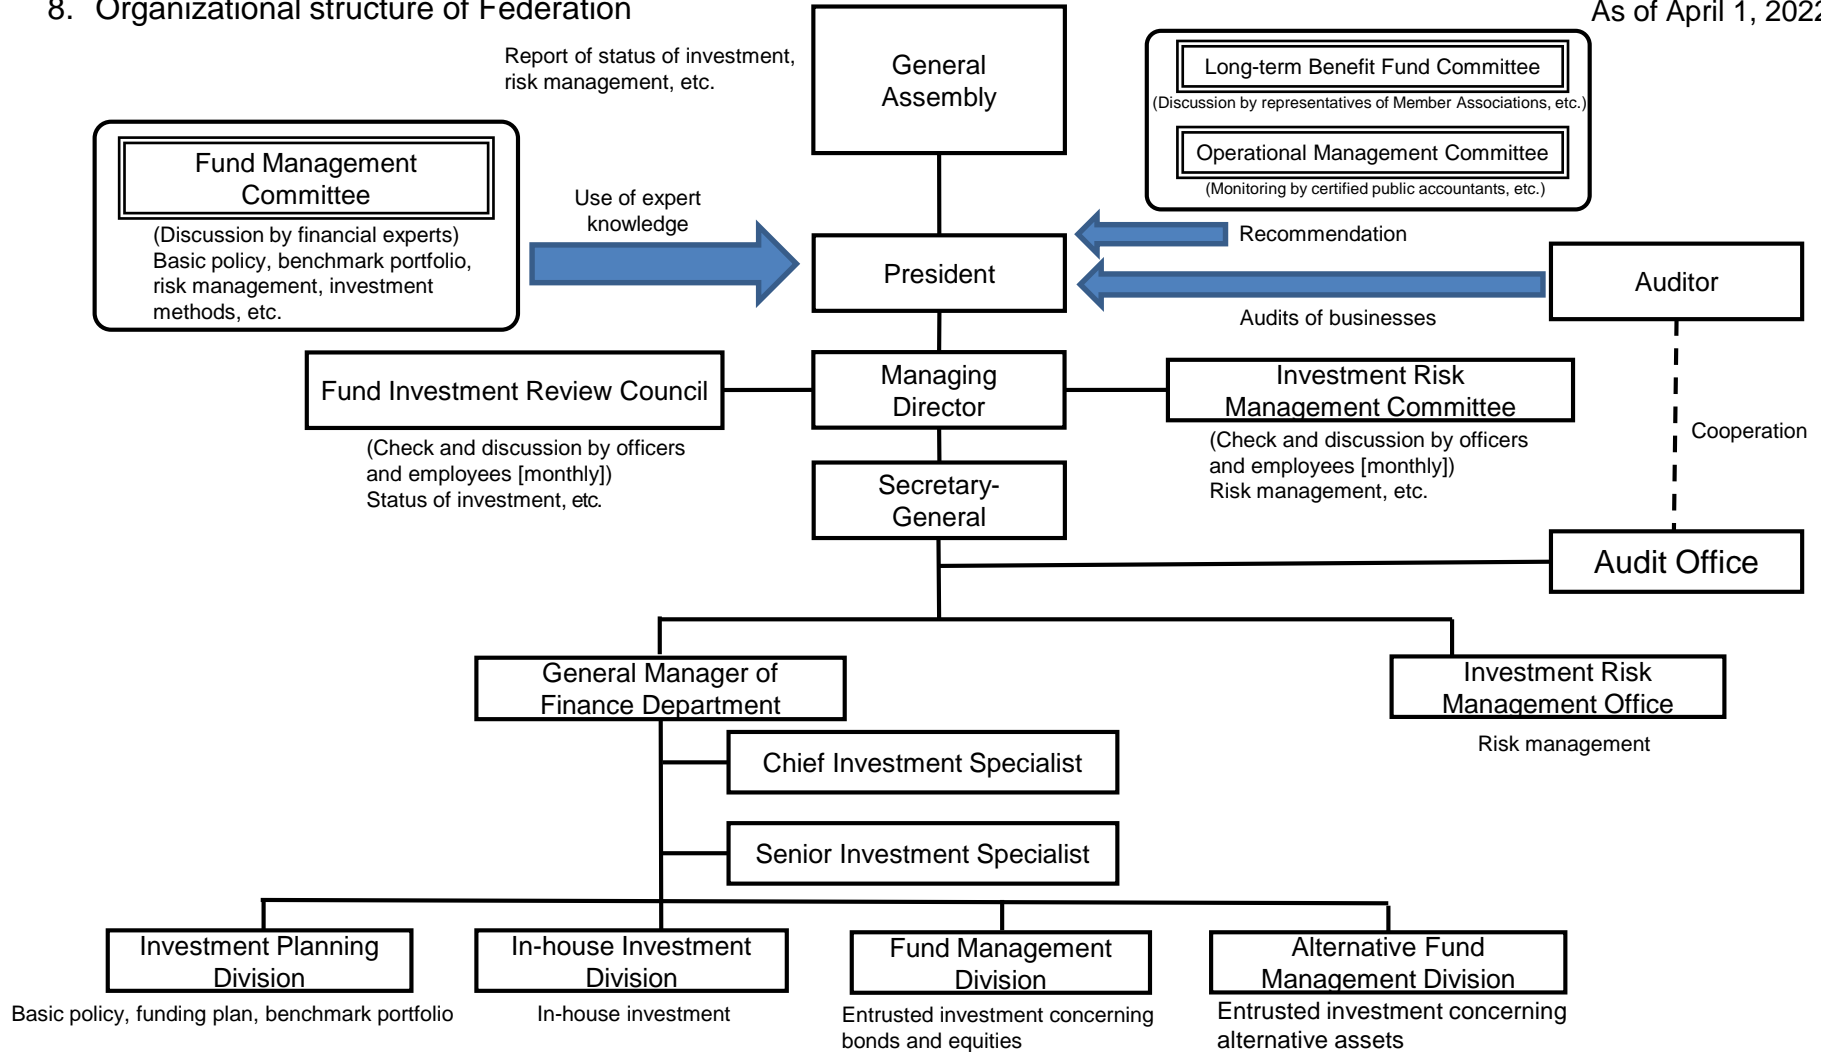 8. Organizational structure of Federation
As of April 1, 2022
Report of status of investment,
risk management, etc.
General
Assembly
Long-term Benefit Fund Committee
(Discussion by representatives of Member Associations, etc.)
Operational Management Committee
(Monitoring by certified public accountants, etc.)
Fund Management
Committee
(Discussion by financial experts)
Basic policy, benchmark portfolio,
risk management, investment
methods, etc.
Use of expert
knowledge
President
Recommendation
Auditor
Audits of businesses
Fund Investment Review Council
(Check and discussion by officers
and employees [monthly])
Status of investment, etc.
Managing
Director
Investment Risk
Management Committee
(Check and discussion by officers
and employees [monthly])
Risk management, etc.
Cooperation
Secretary-
General
Audit Office
General Manager of
Finance Department
Investment Risk
Management Office
Risk management
Chief Investment Specialist
Senior Investment Specialist
Investment Planning
Division
Basic policy, funding plan, benchmark portfolio
In-house Investment
Division
In-house investment
Fund Management
Division
Entrusted investment concerning
bonds and equities
Alternative Fund
Management Division
Entrusted investment concerning
alternative assets